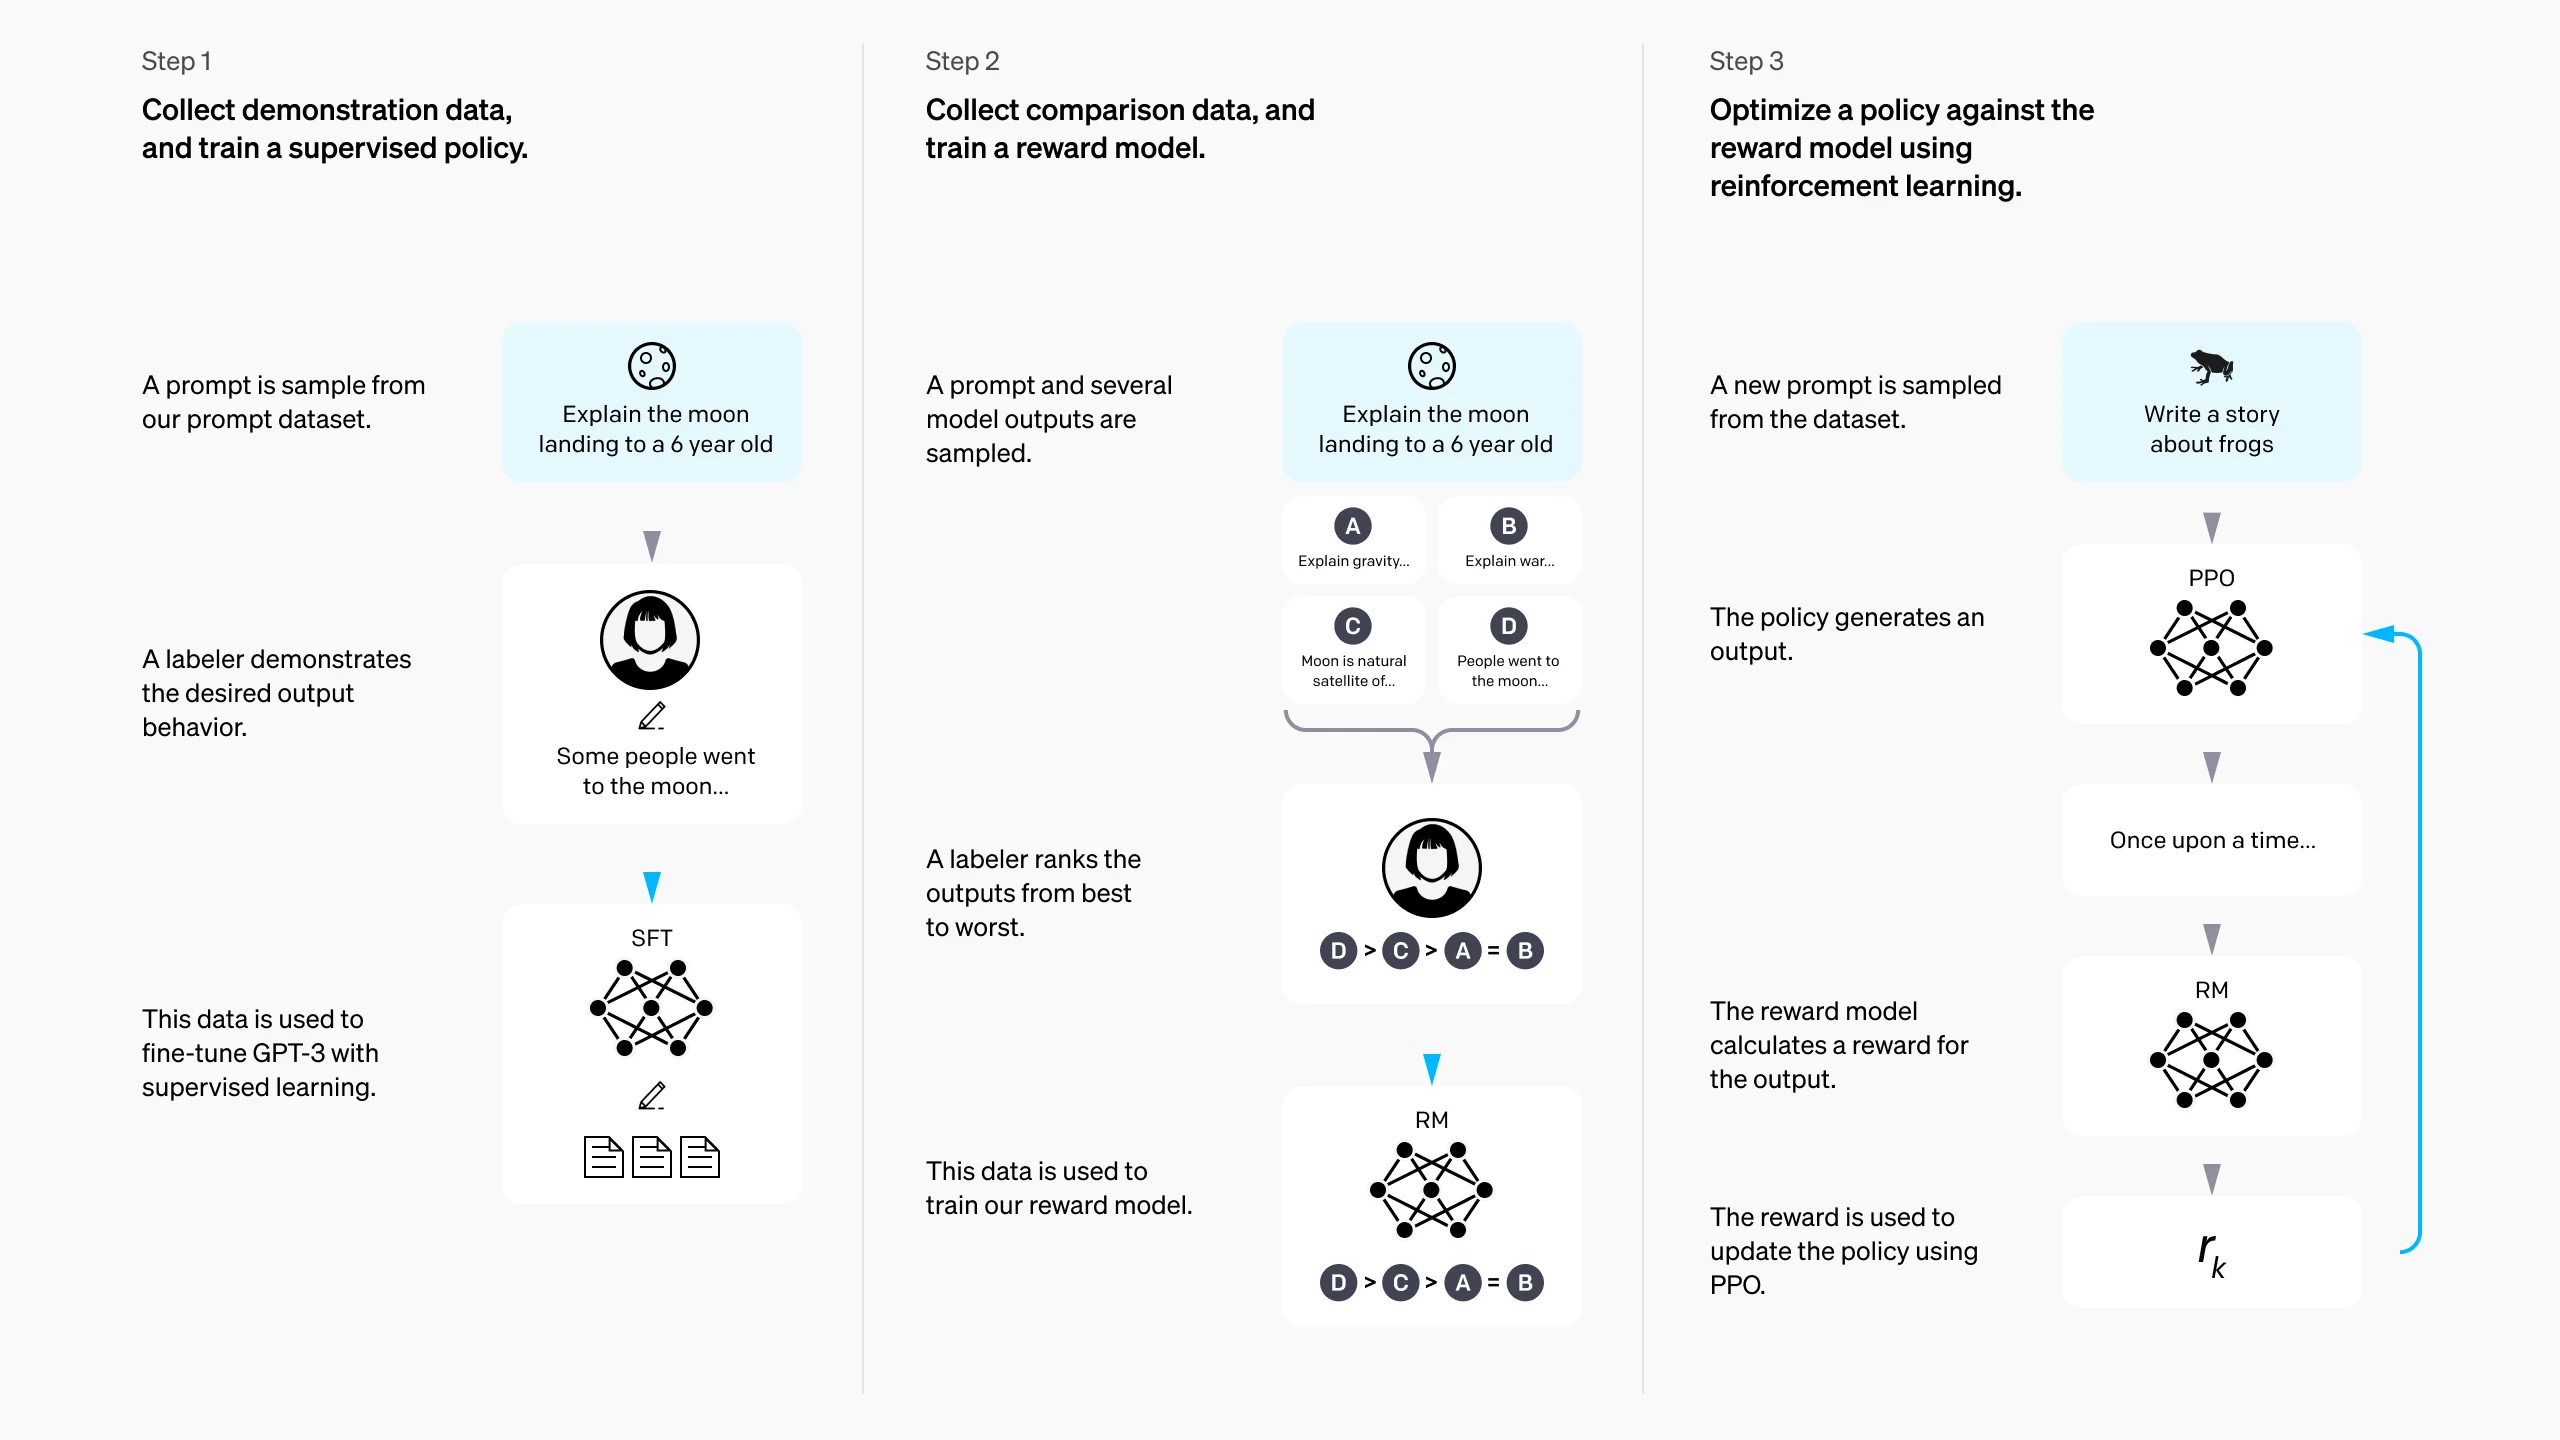 Step 1
Collect demonstration data,
and train a supervised policy.
A prompt is sample from
our prompt dataset.
Explain the moon
landing to a 6 year old
A labeler demonstrates
the desired output
behavior.
Some people went
to the moon...
This data is used to
fine-tune GPT-3 with
supervised learning.
SFT
Step 2
Collect comparison data, and
train a reward model.
A prompt and several
model outputs are
sampled.
Explain the moon
landing to a 6 year old
A
Explain gravity...
B
Explain war...
C
Moon is natural
satellite of...
D
People went to
the moon...
A labeler ranks the
outputs from best
to worst.
D > C > A = B
This data is used to
train our reward model.
RM
D > C > A = B
Step 3
Optimize a policy against the
reward model using
reinforcement learning.
A new prompt is sampled
from the dataset.
Write a story
about frogs
The policy generates an
output.
PPO
Once upon a time...
The reward model
calculates a reward for
the output.
RM
The reward is used to
update the policy using
PPO.
rk